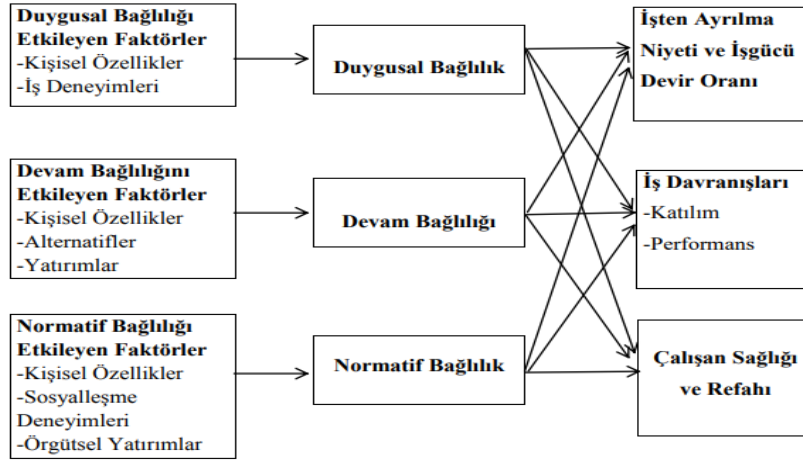 Duygusal Bağlılığı
Etkileyen Faktörler
-Kişisel Özellikler
-İş Deneyimleri
Duygusal Bağlılık
İşten Ayrılma
Niyeti ve İşgücü
Devir Oranı
Devam Bağlılığını
Etkileyen Faktörler
-Kişisel Özellikler
-Alternatifler
-Yatırımlar
Devam Bağlılığı
İş Davranışları
-Katılım
-Performans
Normatif Bağlılığı
Etkileyen Faktörler
-Kişisel Özellikler
-Sosyalleşme
Deneyimleri
-Örgütsel Yatırımlar
Normatif Bağlılık
Çalışan Sağlığı
ve Refahı